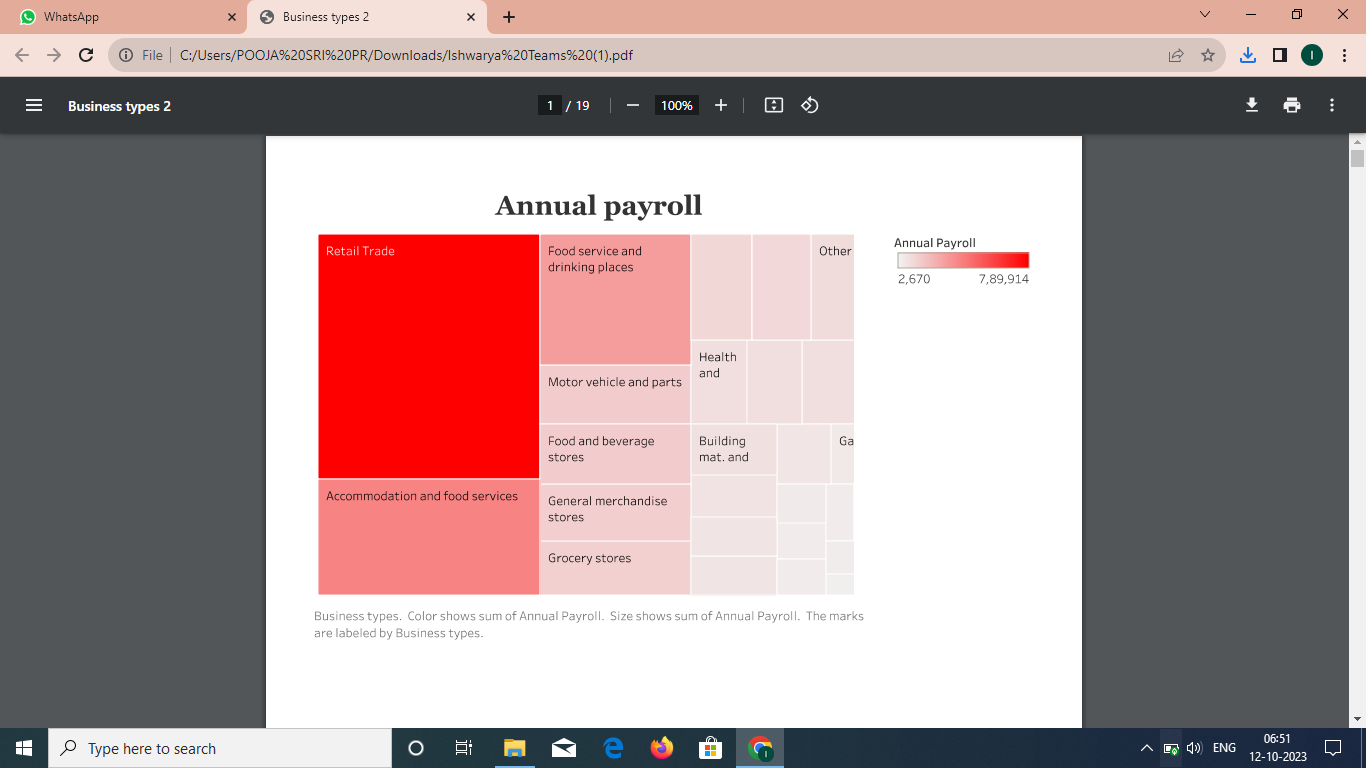 WhatsApp
Business types 2
File
C:/Users/POOJA%20SRI%20PR/Downloads/Ishwarya%20Teams%20(1).pdf
I
Business types 2
1 / 19
100%
Annual payroll
Retail Trade
Food service and
drinking places
Other
Health
and
Motor vehicle and parts
Food and beverage
stores
Building
mat. and
Ga
Accommodation and food services
General merchandise
stores
Grocery stores
Annual Payroll
2,670 7,89,914
Business types. Color shows sum of Annual Payroll. Size shows sum of Annual Payroll. The marks
are labeled by Business types.
Type here to search
I
ENG
06:51
12-10-2023